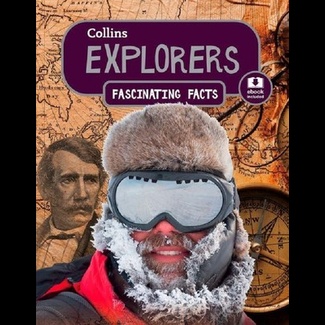 Collins
EXPLORERS
FASCINATING FACTS
ebook
included